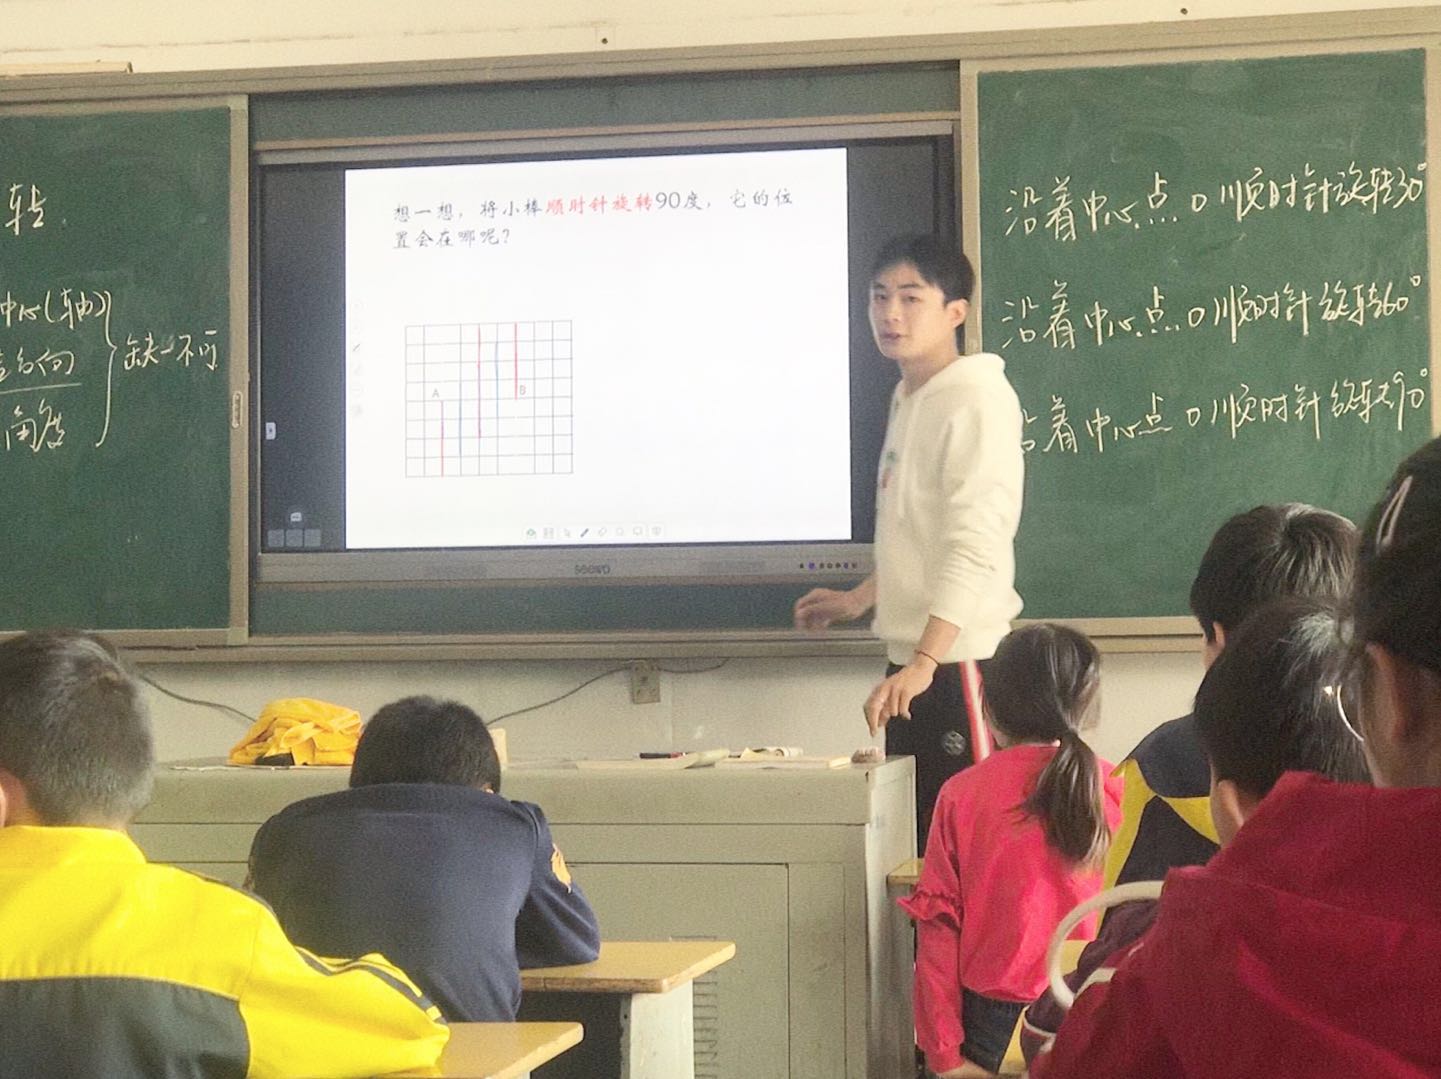 转
中心(轴)
方向
角度
缺一不可
想一想，将小棒顺时针旋转90度，它的位
置会在哪呢？
A
B
seewo
沿着中心点O顺时针旋转30°
沿着中心点O顺时针旋转60°
沿着中心点O顺时针旋转90°